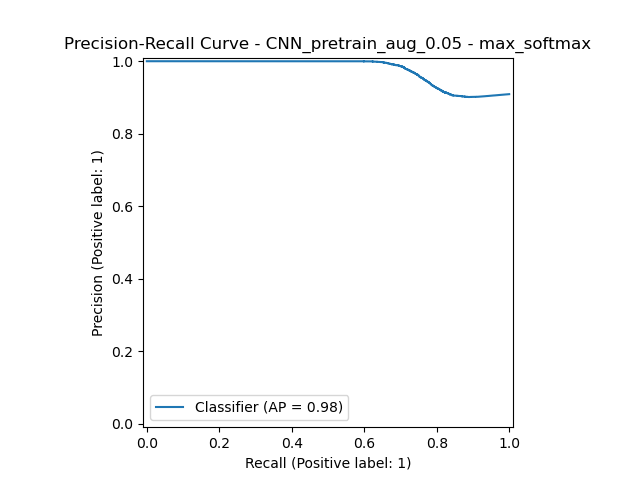 Precision-Recall Curve - CNN_pretrain_aug_0.05 - max_softmax
1.0
0.8
0.6
0.4
0.2
0.0
Precision (Positive label: 1)
Classifier (AP = 0.98)
0.0 0.2 0.4 0.6 0.8 1.0
Recall (Positive label: 1)